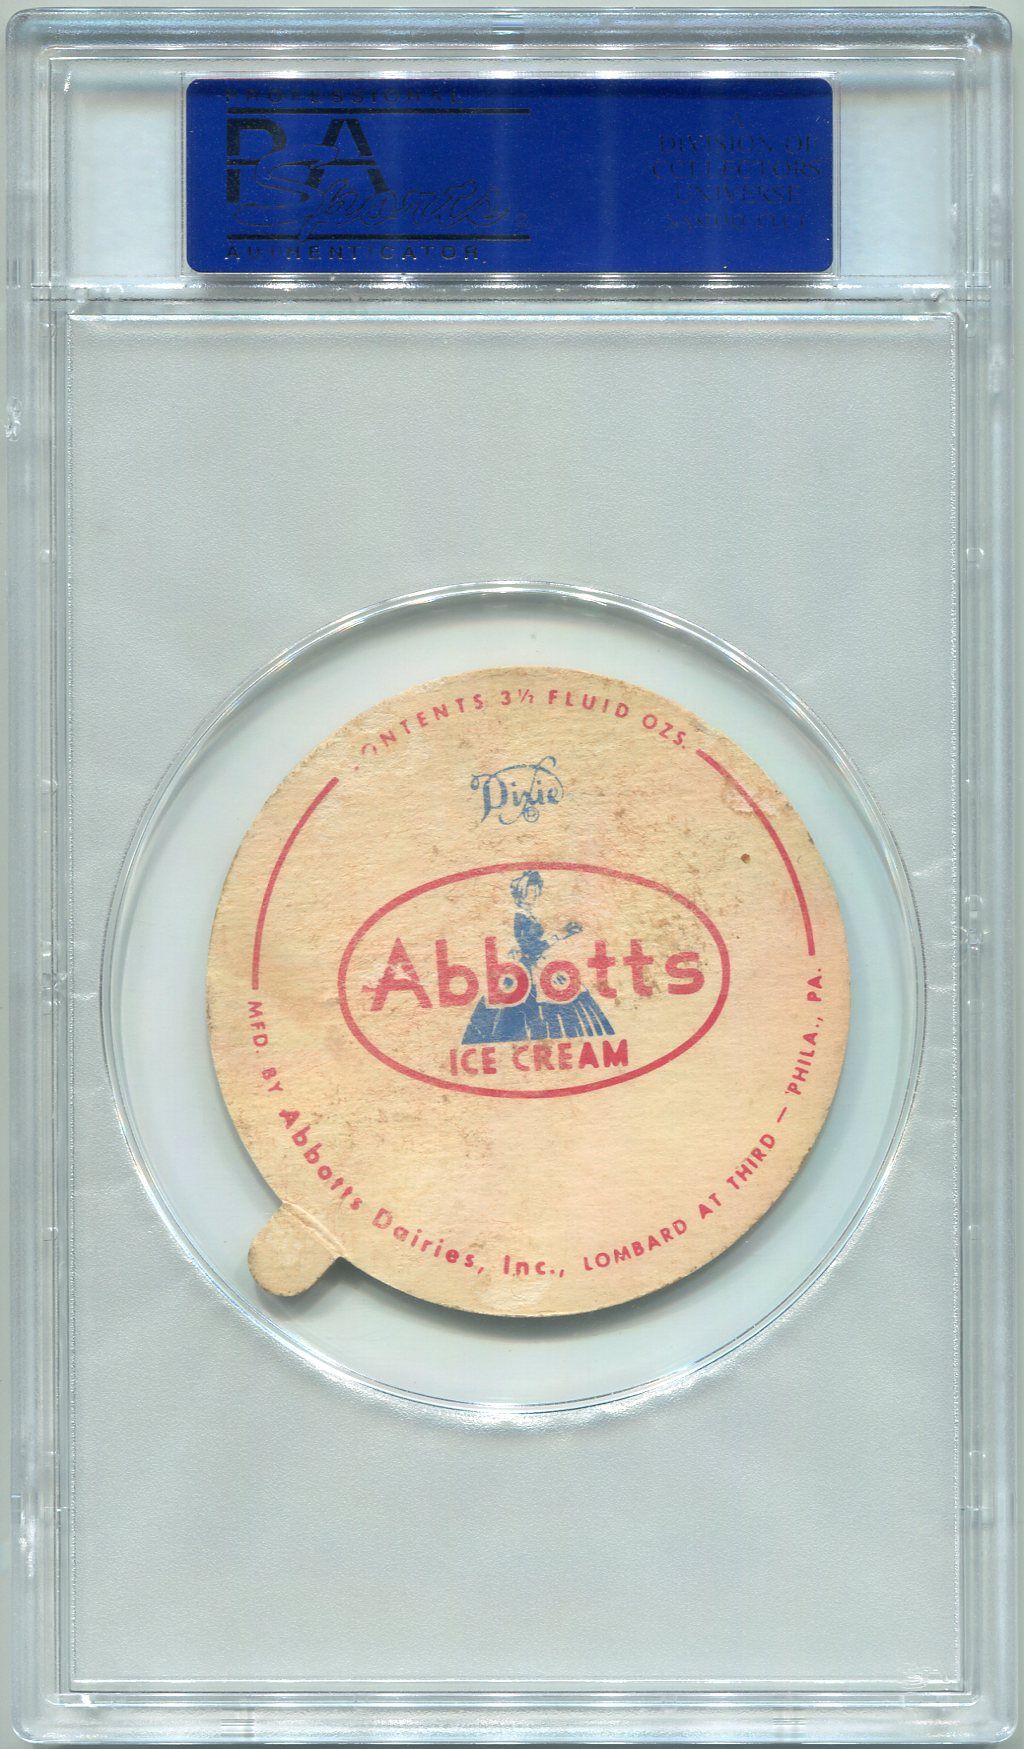 PROFESSIONAL
PSA
Sports
AUTHENTICATOR
A
DIVISION OF
COLLECTORS
UNIVERSE
CONTENTS 3½ FLUID OZS.
Dixie
Abbotts
ICE CREAM
MFD. BY Abbotts Dairies, Inc., LOMBARD AT THIRD — PHILA., PA.